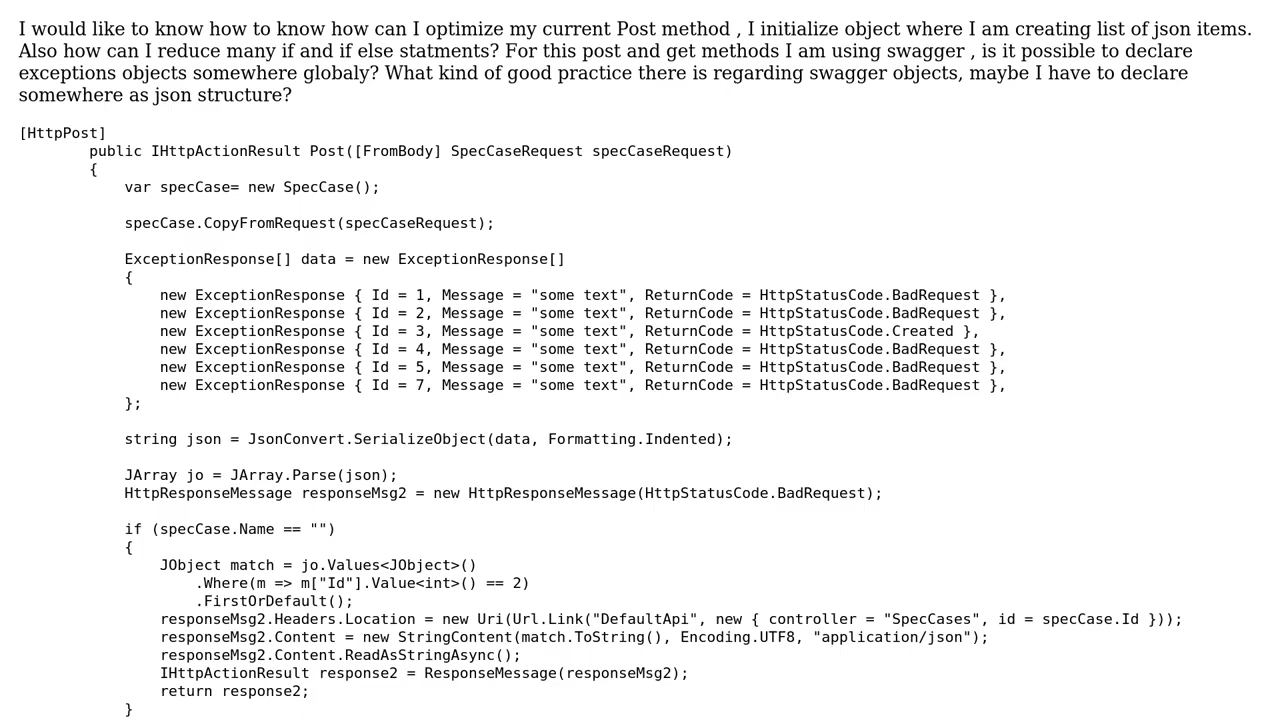 I would like to know how to know how can I optimize my current Post method , I initialize object where I am creating list of json items.
Also how can I reduce many if and if else statments? For this post and get methods I am using swagger , is it possible to declare
exceptions objects somewhere globaly? What kind of good practice there is regarding swagger objects, maybe I have to declare
somewhere as json structure?
[HttpPost]
        public IHttpActionResult Post([FromBody] SpecCaseRequest specCaseRequest)
        {
            var specCase= new SpecCase();
            specCase.CopyFromRequest(specCaseRequest);
            ExceptionResponse[] data = new ExceptionResponse[]
            {
                new ExceptionResponse { Id = 1, Message = "some text", ReturnCode = HttpStatusCode.BadRequest },
                new ExceptionResponse { Id = 2, Message = "some text", ReturnCode = HttpStatusCode.BadRequest },
                new ExceptionResponse { Id = 3, Message = "some text", ReturnCode = HttpStatusCode.Created },
                new ExceptionResponse { Id = 4, Message = "some text", ReturnCode = HttpStatusCode.BadRequest },
                new ExceptionResponse { Id = 5, Message = "some text", ReturnCode = HttpStatusCode.BadRequest },
                new ExceptionResponse { Id = 7, Message = "some text", ReturnCode = HttpStatusCode.BadRequest },
            };
            string json = JsonConvert.SerializeObject(data, Formatting.Indented);
            JArray jo = JArray.Parse(json);
            HttpResponseMessage responseMsg2 = new HttpResponseMessage(HttpStatusCode.BadRequest);
            if (specCase.Name == "")
            {
                JObject match = jo.Values<JObject>()
                    .Where(m => m["Id"].Value<int>() == 2)
                    .FirstOrDefault();
                responseMsg2.Headers.Location = new Uri(Url.Link("DefaultApi", new { controller = "SpecCases", id = specCase.Id }));
                responseMsg2.Content = new StringContent(match.ToString(), Encoding.UTF8, "application/json");
                responseMsg2.Content.ReadAsStringAsync();
                IHttpActionResult response2 = ResponseMessage(responseMsg2);
                return response2;
            }